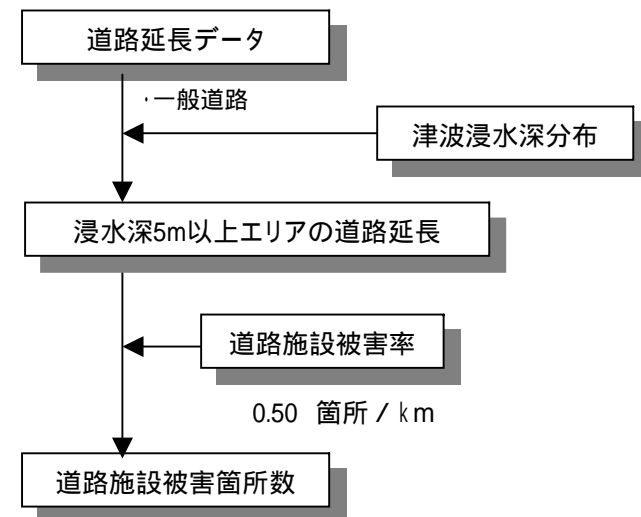 道路延長データ
・一般道路
津波浸水深分布
浸水深5m以上エリアの道路延長
道路施設被害率
0.50 箇所/km
道路施設被害箇所数